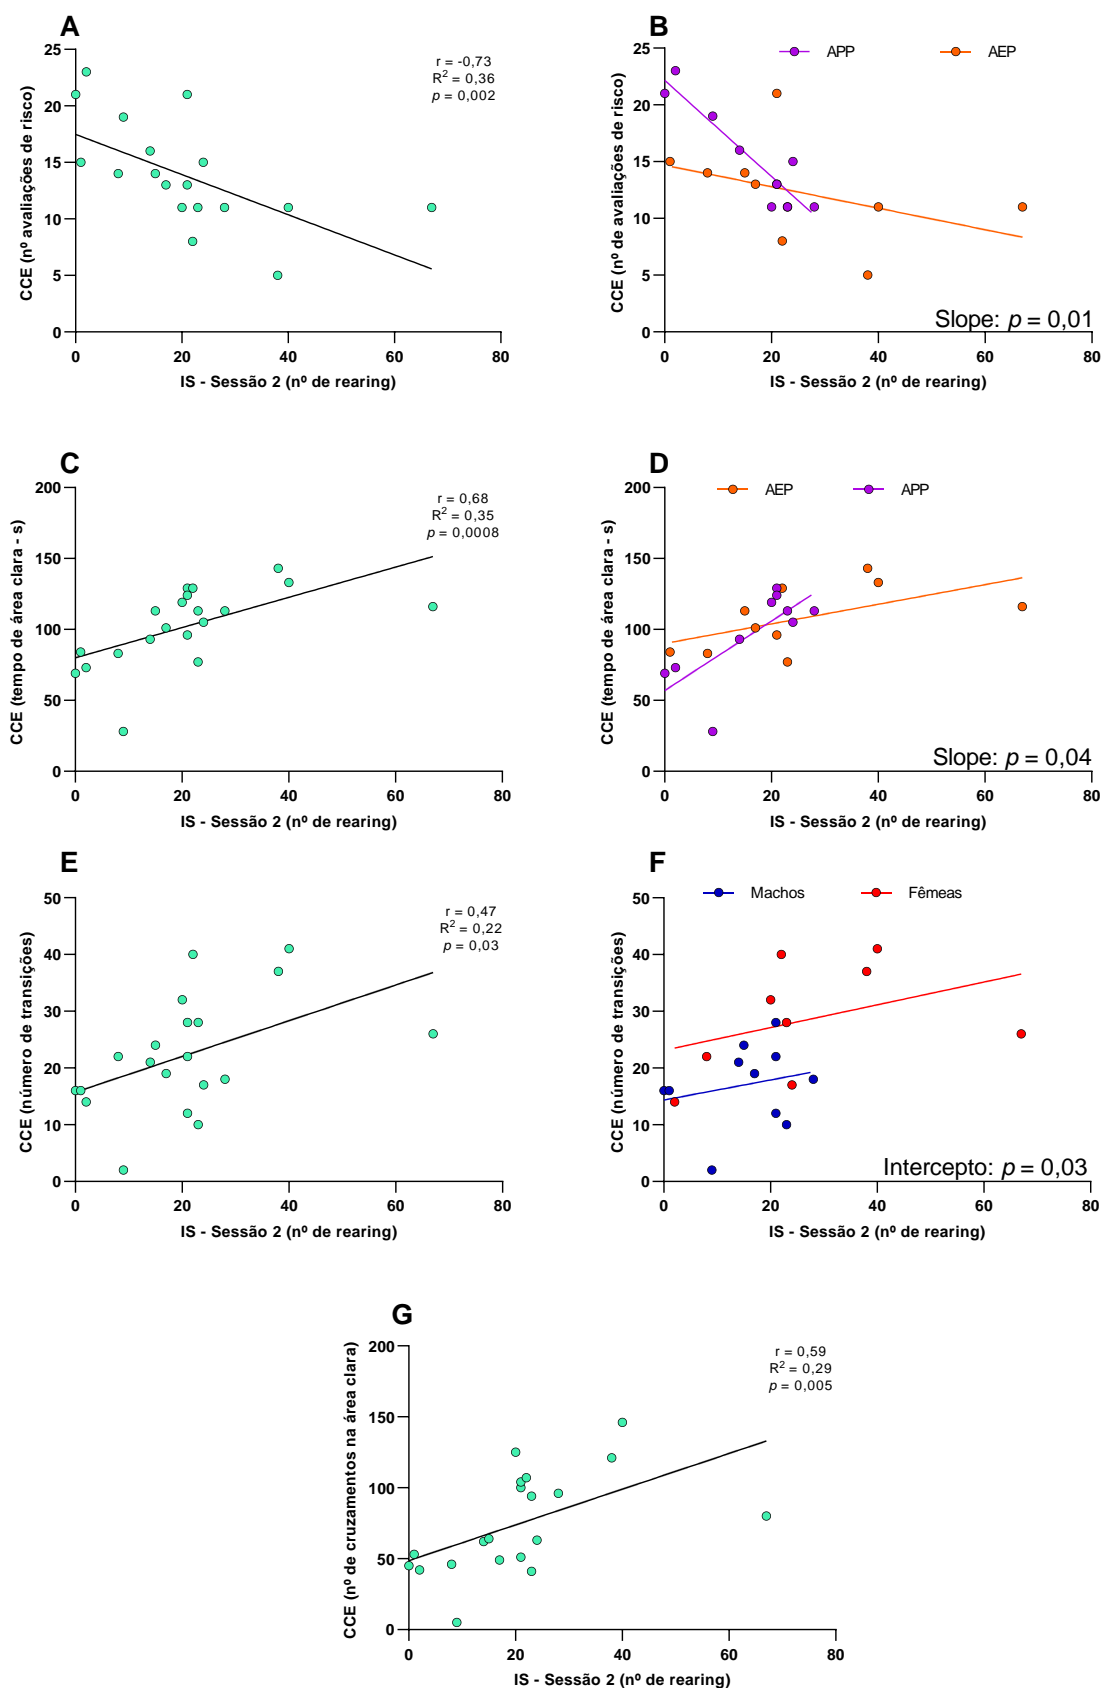 A
r = -0,73
R² = 0,36
p = 0,002
CCE (nº avaliações de risco)
25
20
15
10
5
0
0 20 40 60 80
IS - Sessão 2 (nº de rearing)
B
APP AEP
CCE (nº de avaliações de risco)
25
20
15
10
5
0
Slope: p = 0,01
0 20 40 60 80
IS - Sessão 2 (nº de rearing)
C
r = 0,68
R² = 0,35
p = 0,0008
CCE (tempo de área clara - s)
200
150
100
50
0
0 20 40 60 80
IS - Sessão 2 (nº de rearing)
D
AEP APP
CCE (tempo de área clara - s)
200
150
100
50
0
Slope: p = 0,04
0 20 40 60 80
IS - Sessão 2 (nº de rearing)
E
r = 0,47
R² = 0,22
p = 0,03
CCE (número de transições)
50
40
30
20
10
0
0 20 40 60 80
IS - Sessão 2 (nº de rearing)
F
Machos Fêmeas
CCE (número de transições)
50
40
30
20
10
0
Intercepto: p = 0,03
0 20 40 60 80
IS - Sessão 2 (nº de rearing)
G
r = 0,59
R² = 0,29
p = 0,005
CCE (nº de cruzamentos na área clara)
200
150
100
50
0
0 20 40 60 80
IS - Sessão 2 (nº de rearing)